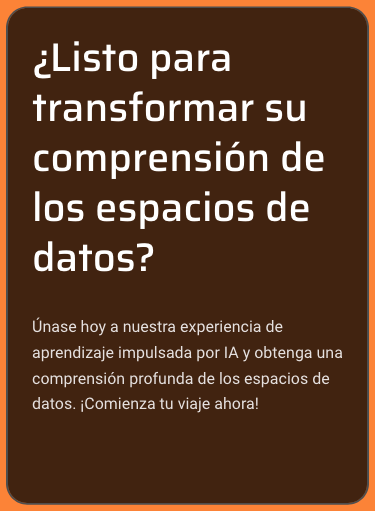 ¿Listo para
transformar su
comprensión de
los espacios de
datos?
Únase hoy a nuestra experiencia de
aprendizaje impulsada por IA y obtenga una
comprensión profunda de los espacios de
datos. ¡Comienza tu viaje ahora!